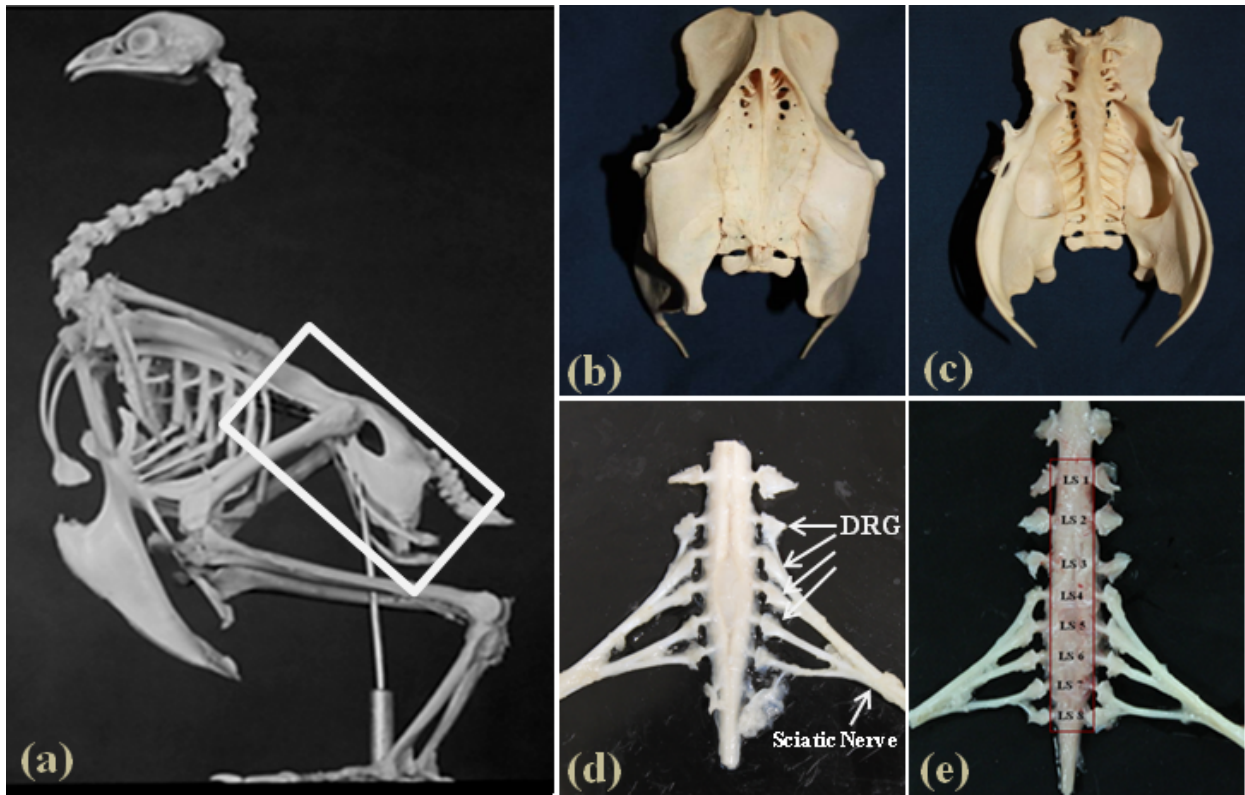 (a)
(b)
(c)
DRG
Sciatic Nerve
(d)
LS 1
LS 2
LS 3
LS4
LS 5
LS 6
LS 7
LS 8
(e)